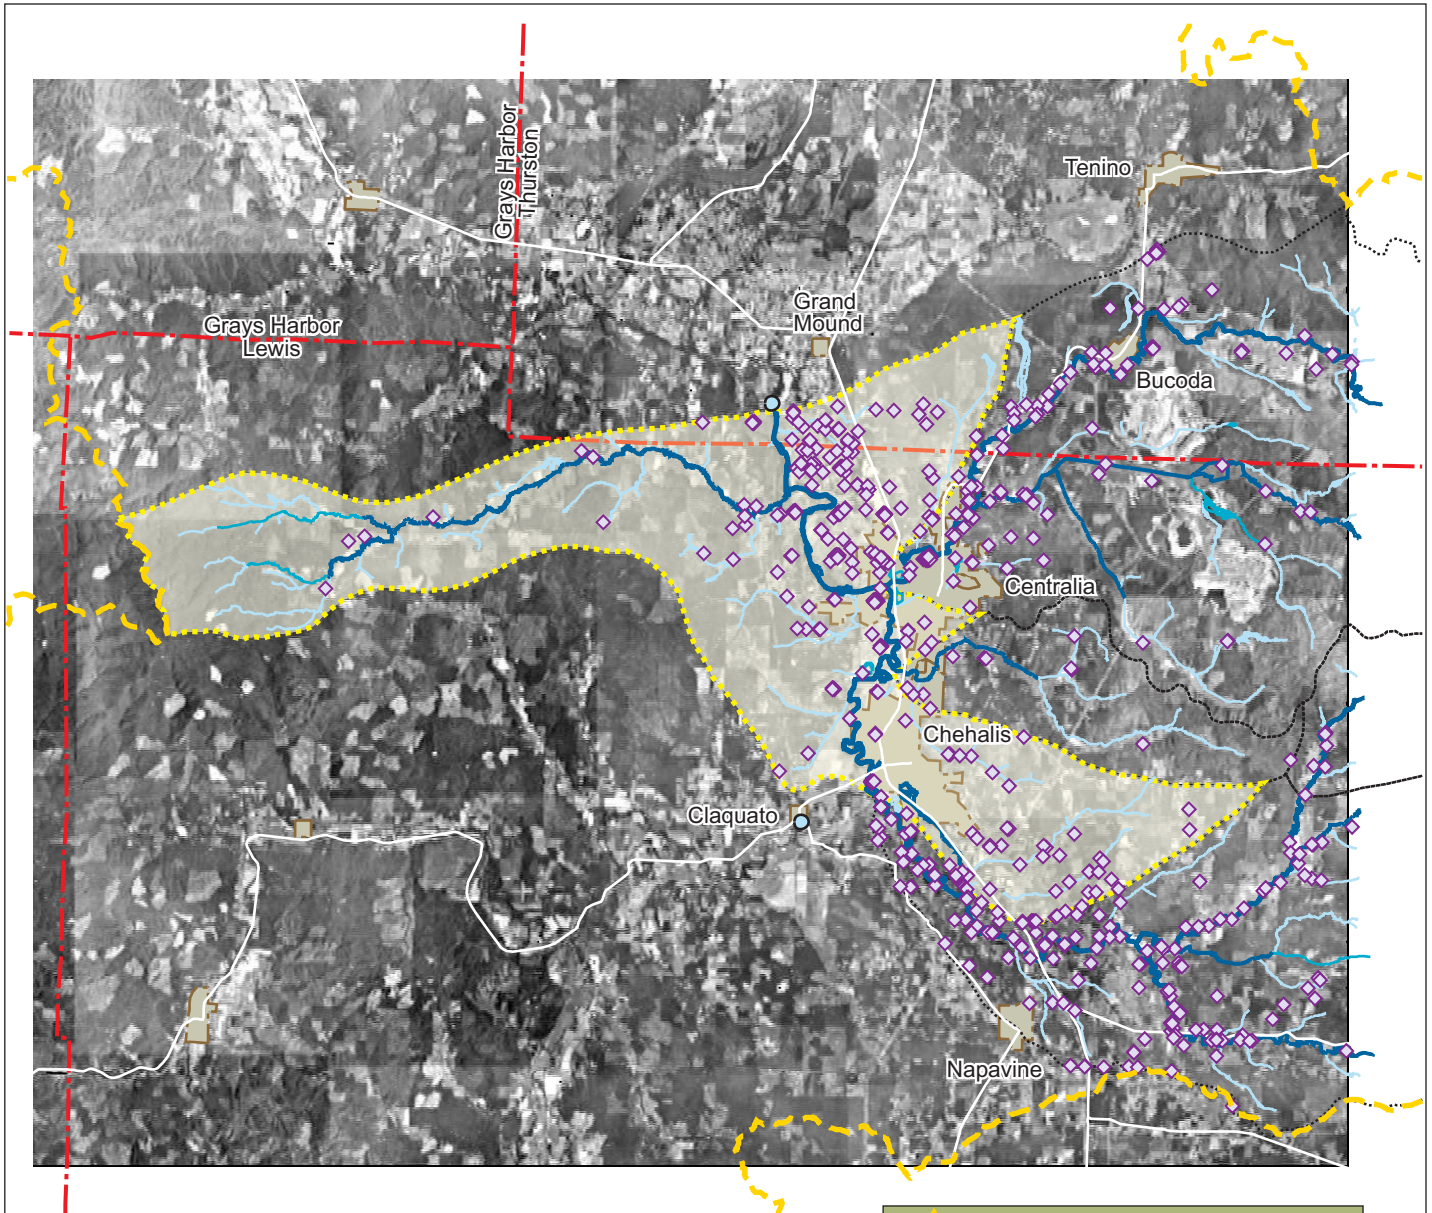 Grays Harbor
Thurston
Tenino
Grand
Mound
Grays Harbor
Lewis
Bucoda
Centralia
Chehalis
Claquato
Napavine